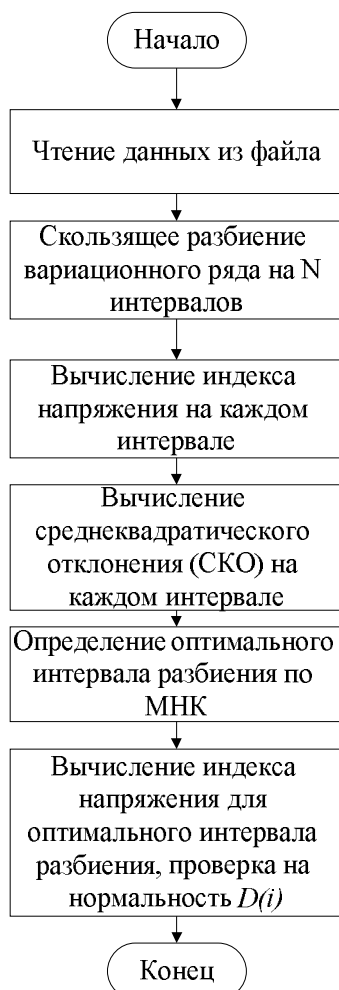 Начало
Чтение данных из файла
Скользящее разбиение
вариационного ряда на N
интервалов
Вычисление индекса
напряжения на каждом
интервале
Вычисление
среднеквадратического
отклонения (СКО) на
каждом интервале
Определение оптимального
интервала разбиения по
МНК
Вычисление индекса
напряжения для
оптимального интервала
разбиения, проверка на
нормальность D(i)
Конец